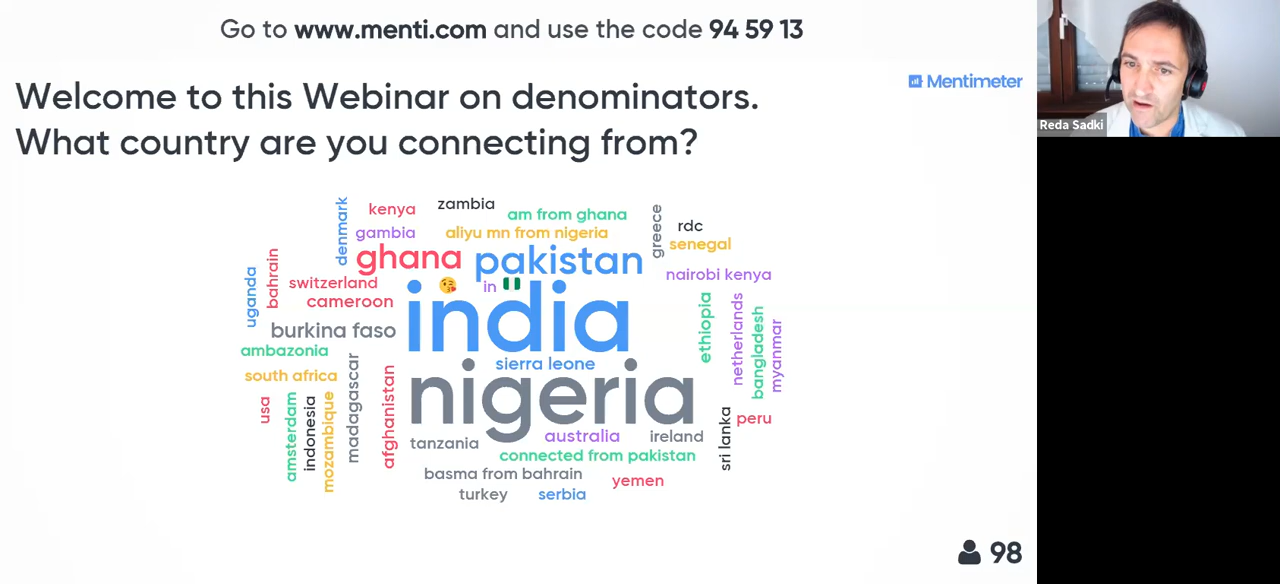 Go to www.menti.com and use the code 94 59 13
Mentimeter
Reda Sadki
Welcome to this Webinar on denominators.
What country are you connecting from?
denmark
kenya
zambia
am from ghana
greece
rdc
gambia
aliyu mn from nigeria
senegal
uganda
bahrain
ghana
pakistan
nairobi kenya
switzerland
in
cameroon
india
ethiopia
netherlands
bangladesh
myanmar
burkina faso
ambazonia
sierra leone
south africa
madagascar
afghanistan
nigeria
usa
amsterdam
indonesia
mozambique
sri lanka
peru
tanzania
australia
ireland
connected from pakistan
basma from bahrain
yemen
turkey
serbia
98